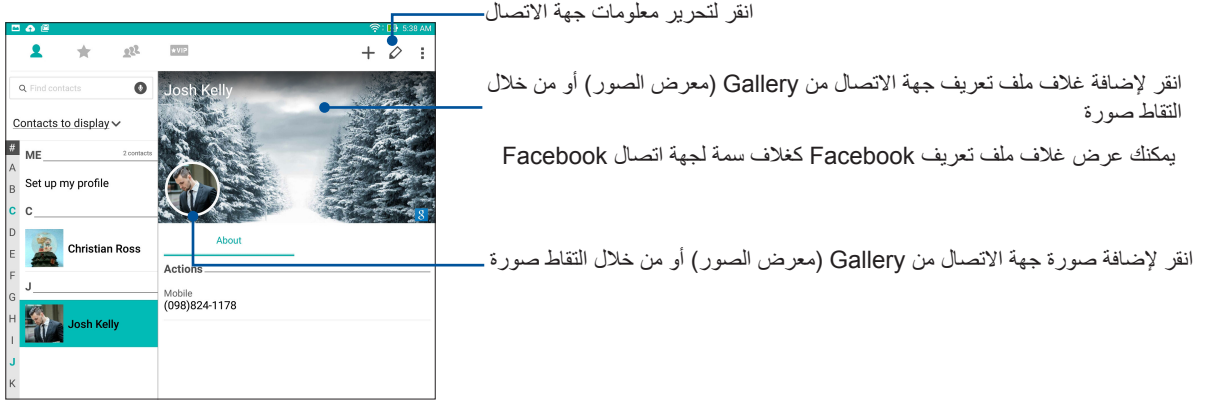 انقر لتحرير معلومات جهة الاتصال
5:38 AM
VIP
Find contacts
Josh Kelly
Contacts to display
#
ME
2 contacts
A
Set up my profile
B
C
C
D
Christian Ross
E
F
J
G
H
Josh Kelly
I
J
K
8
About
Actions
Mobile
(098)824-1178
انقر لإضافة غلاف ملف تعريف جهة الاتصال من Gallery (معرض الصور) أو من خلال
التقاط صورة
يمكنك عرض غلاف ملف تعريف Facebook كغلاف سمة لجهة اتصال Facebook
انقر لإضافة صورة جهة الاتصال من Gallery (معرض الصور) أو من خلال التقاط صورة